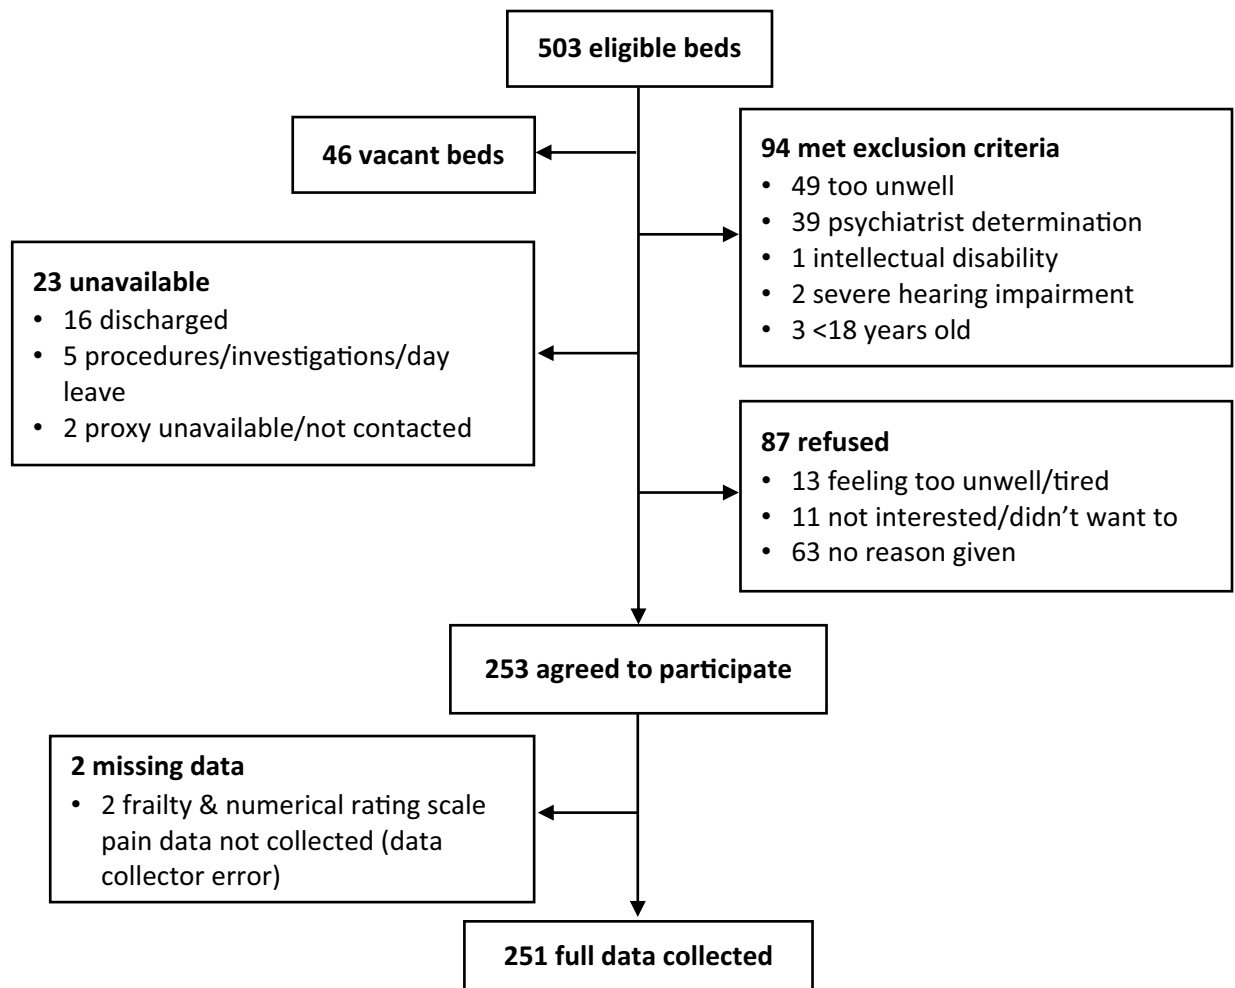 503 eligible beds
46 vacant beds
94 met exclusion criteria
• 49 too unwell
• 39 psychiatrist determination
• 1 intellectual disability
• 2 severe hearing impairment
• 3 <18 years old
23 unavailable
• 16 discharged
• 5 procedures/investigations/day
leave
• 2 proxy unavailable/not contacted
87 refused
• 13 feeling too unwell/tired
• 11 not interested/didn’t want to
• 63 no reason given
253 agreed to participate
2 missing data
• 2 frailty & numerical rating scale
pain data not collected (data
collector error)
251 full data collected